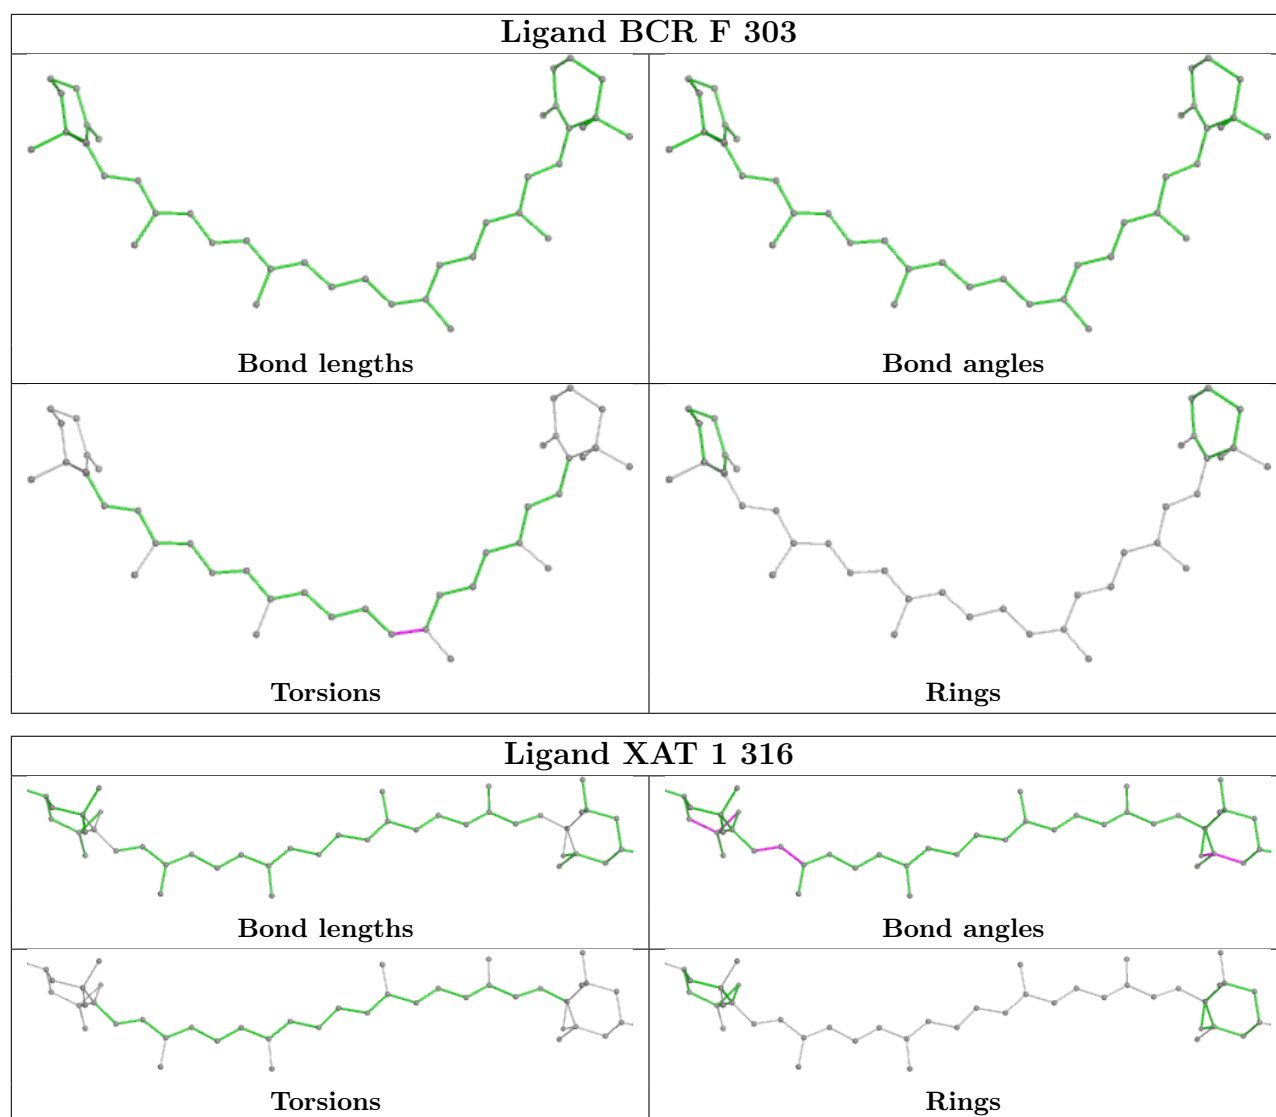 Ligand BCR F 303
Bond lengths
Bond angles
Torsions
Rings
Ligand XAT 1 316
Bond lengths
Bond angles
Torsions
Rings